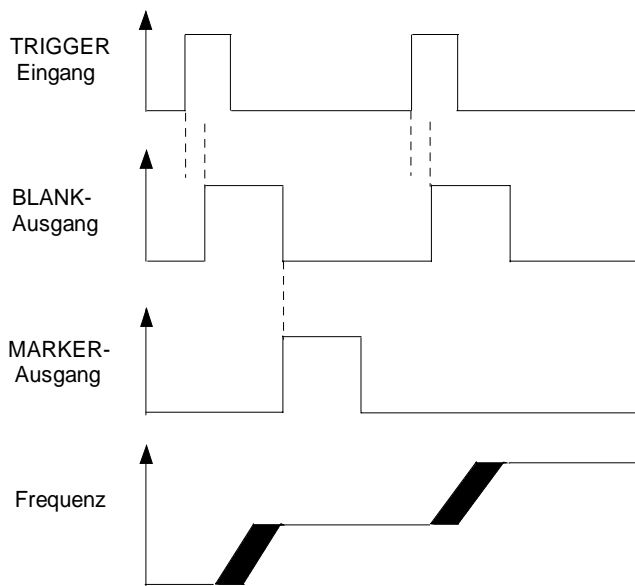 TRIGGER
Eingang
BLANK-
Ausgang
MARKER-
Ausgang
Frequenz